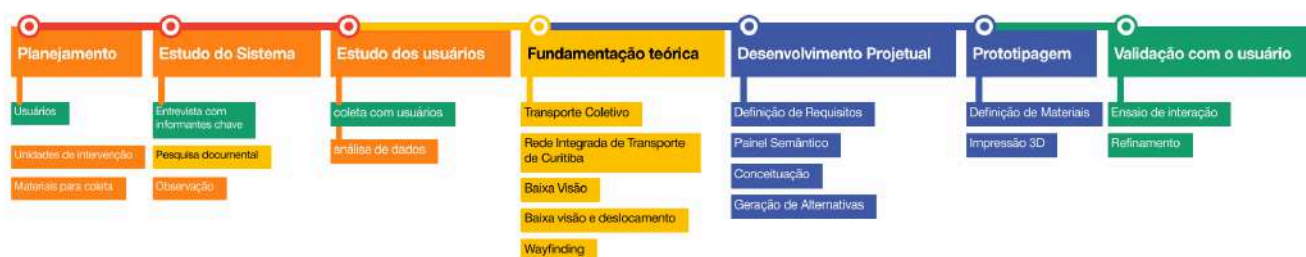 Planejamento
Usuários
Unidades de intervenção
Materiais para coleta
Estudo do Sistema
Entrevista com
informantes chave
Pesquisa documental
Observação
Estudo dos usuários
coleta com usuários
análise de dados
Fundamentação teórica
Transporte Coletivo
Rede Integrada de Transporte
de Curitiba
Baixa Visão
Baixa visão e deslocamento
Wayfinding
Desenvolvimento Projetual
Definição de Requisitos
Painel Semântico
Conceituação
Geração de Alternativas
Prototipagem
Definição de Materiais
Impressão 3D
Validação com o usuário
Ensaio de interação
Refinamento